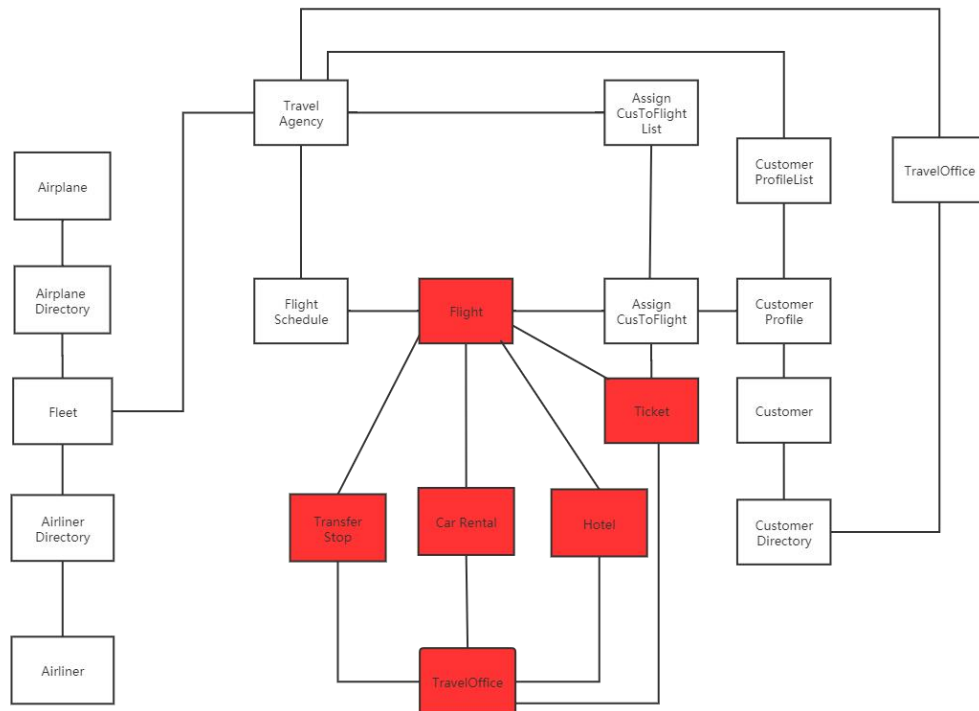 Travel
Agency
Assign
CusToFlight
List
Customer
ProfileList
TravelOffice
Airplane
Airplane
Directory
Flight
Schedule
Flight
Assign
CusToFlight
Customer
Profile
Fleet
Ticket
Customer
Airliner
Directory
Transfer
Stop
Car Rental
Hotel
Customer
Directory
Airliner
TravelOffice